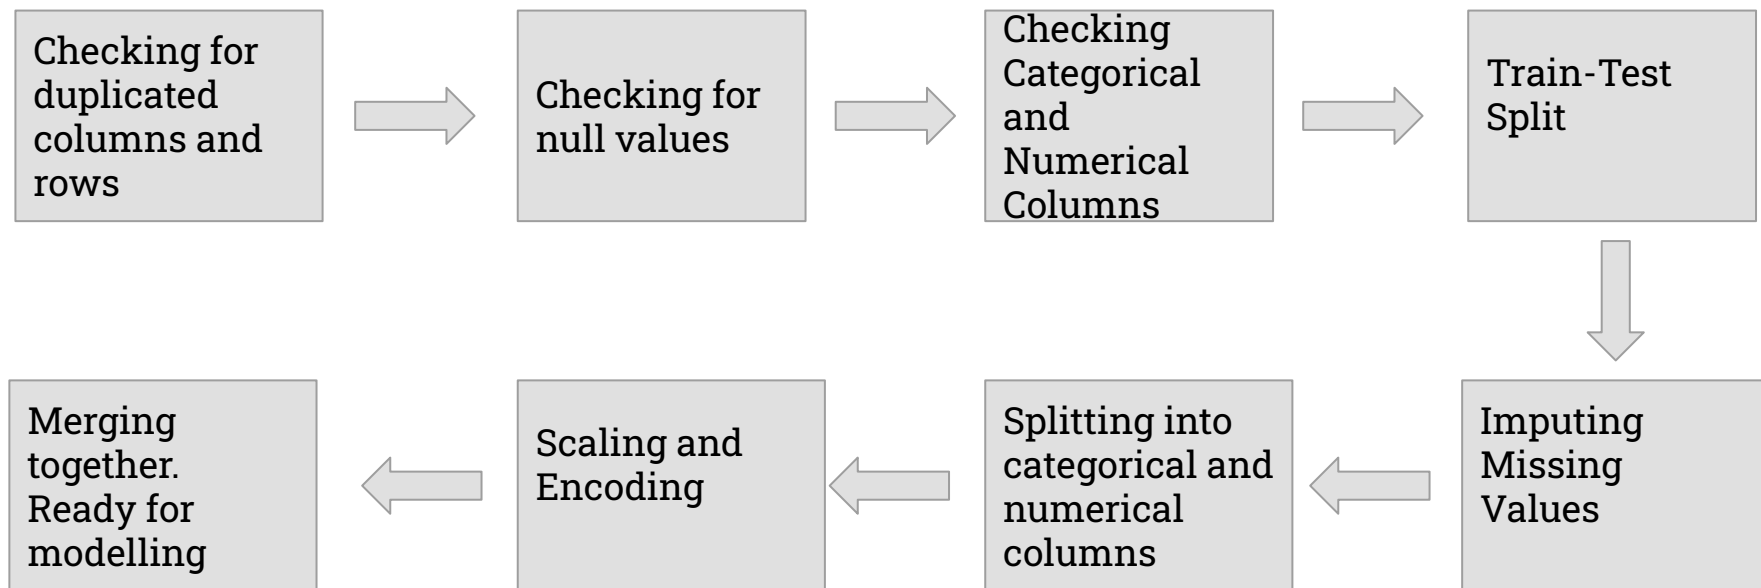 Checking for
duplicated
columns and
rows
Checking for
null values
Checking
Categorical
and
Numerical
Columns
Train-Test
Split
Imputing
Missing
Values
Splitting into
categorical and
numerical
columns
Scaling and
Encoding
Merging
together.
Ready for
modelling